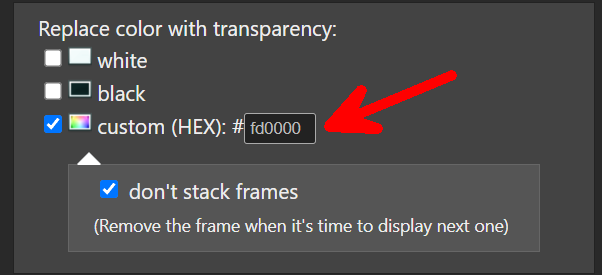 Replace color with transparency:
white
black
custom (HEX): # fd0000
don't stack frames
(Remove the frame when it's time to display next one)